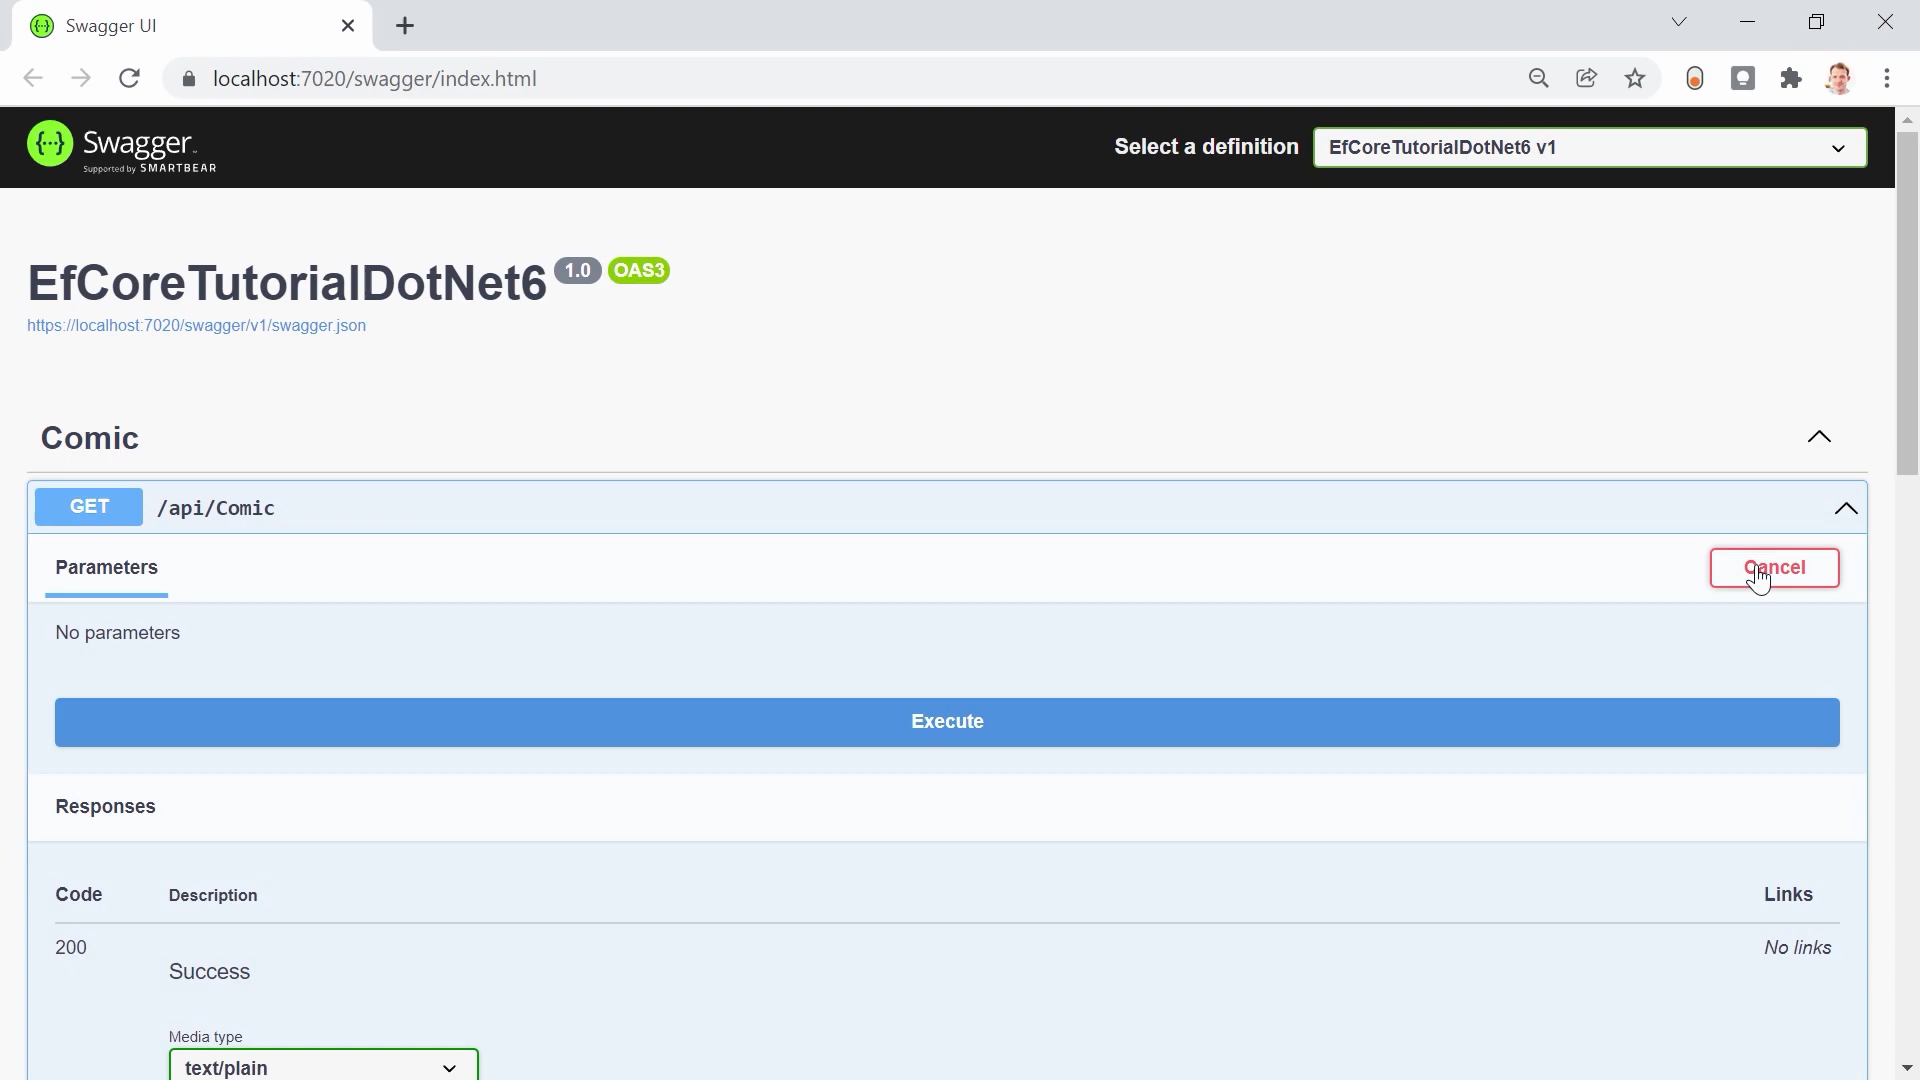 Swagger UI
localhost:7020/swagger/index.html
Swagger
Supported by SMARTBEAR
Select a definition
EfCoreTutorialDotNet6 v1
EfCoreTutorialDotNet6 1.0 OAS3
https://localhost:7020/swagger/v1/swagger.json
Comic
GET /api/Comic
Parameters
Cancel
No parameters
Execute
Responses
Code Description Links
200 No links
Success
Media type
text/plain